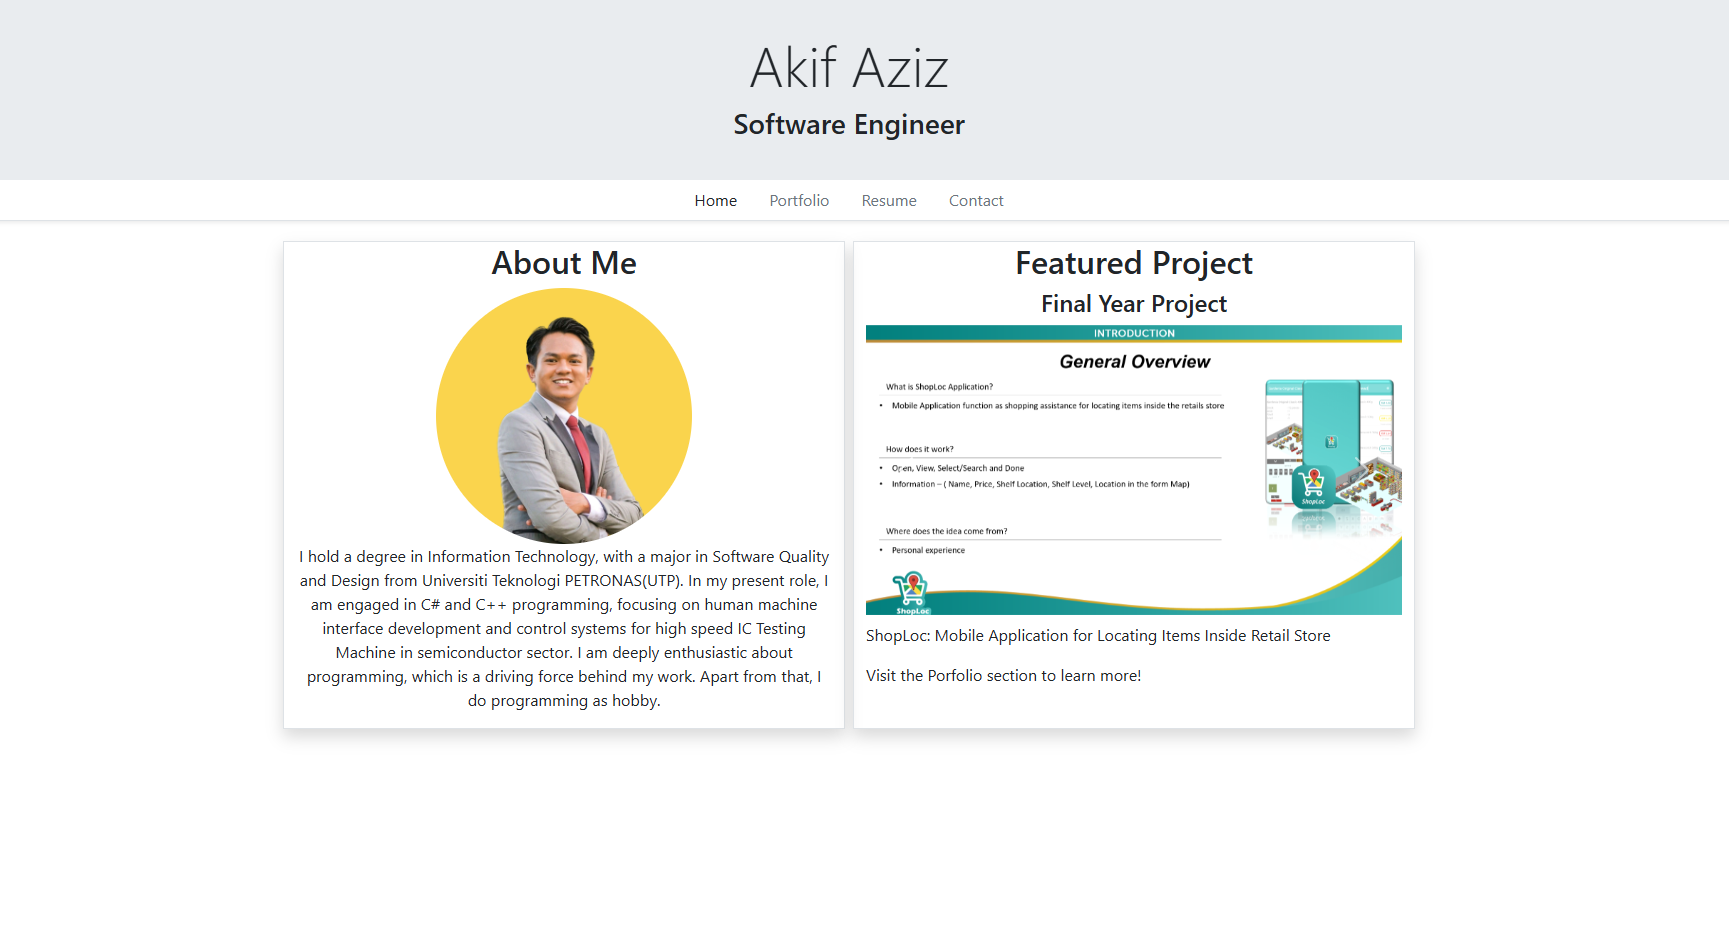 Akif Aziz
Software Engineer
Home Portfolio Resume Contact
About Me
I hold a degree in Information Technology, with a major in Software Quality
and Design from Universiti Teknologi PETRONAS(UTP). In my present role, I
am engaged in C# and C++ programming, focusing on human machine
interface development and control systems for high speed IC Testing
Machine in semiconductor sector. I am deeply enthusiastic about
programming, which is a driving force behind my work. Apart from that, I
do programming as hobby.
Featured Project
Final Year Project
INTRODUCTION
General Overview
What is ShopLoc Application?
• Mobile Application function as shopping assistance for locating items inside the retails store
How does it work?
• Open, View, Select/Search and Done
• Information – ( Name, Price, Shelf Location, Shelf Level, Location in the form Map)
Where does the idea come from?
• Personal experience
ShopLoc
ShopLoc
ShopLoc: Mobile Application for Locating Items Inside Retail Store
Visit the Porfolio section to learn more!